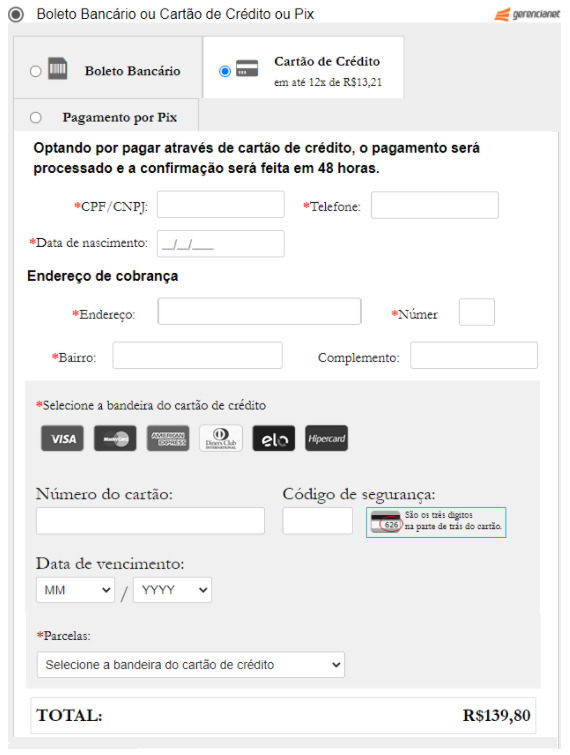 Boleto Bancário ou Cartão de Crédito ou Pix
gerencianet
Boleto Bancário
Cartão de Crédito
em até 12x de R$13,21
Pagamento por Pix
Optando por pagar através de cartão de crédito, o pagamento será
processado e a confirmação será feita em 48 horas.
*CPF/CNPJ:
*Telefone:
*Data de nascimento: __/__/____
Endereço de cobrança
*Endereço:
*Númer
*Bairro:
Complemento:
*Selecione a bandeira do cartão de crédito
VISA
MasterCard
AMERICAN EXPRESS
Diners Club INTERNATIONAL
elo
Hipercard
Número do cartão:
Código de segurança:
626
São os três digitos
na parte de trás do cartão.
Data de vencimento:
MM / YYYY
*Parcelas:
Selecione a bandeira do cartão de crédito
TOTAL: R$139,80